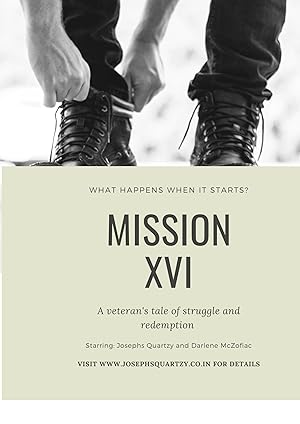 WHAT HAPPENS WHEN IT STARTS?
MISSION
XVI
A veteran's tale of struggle and
redemption
Starring: Josephs Quartzy and Darlene McZofiac
VISIT WWW.JOSEPHSQUARTZY.CO.IN FOR DETAILS